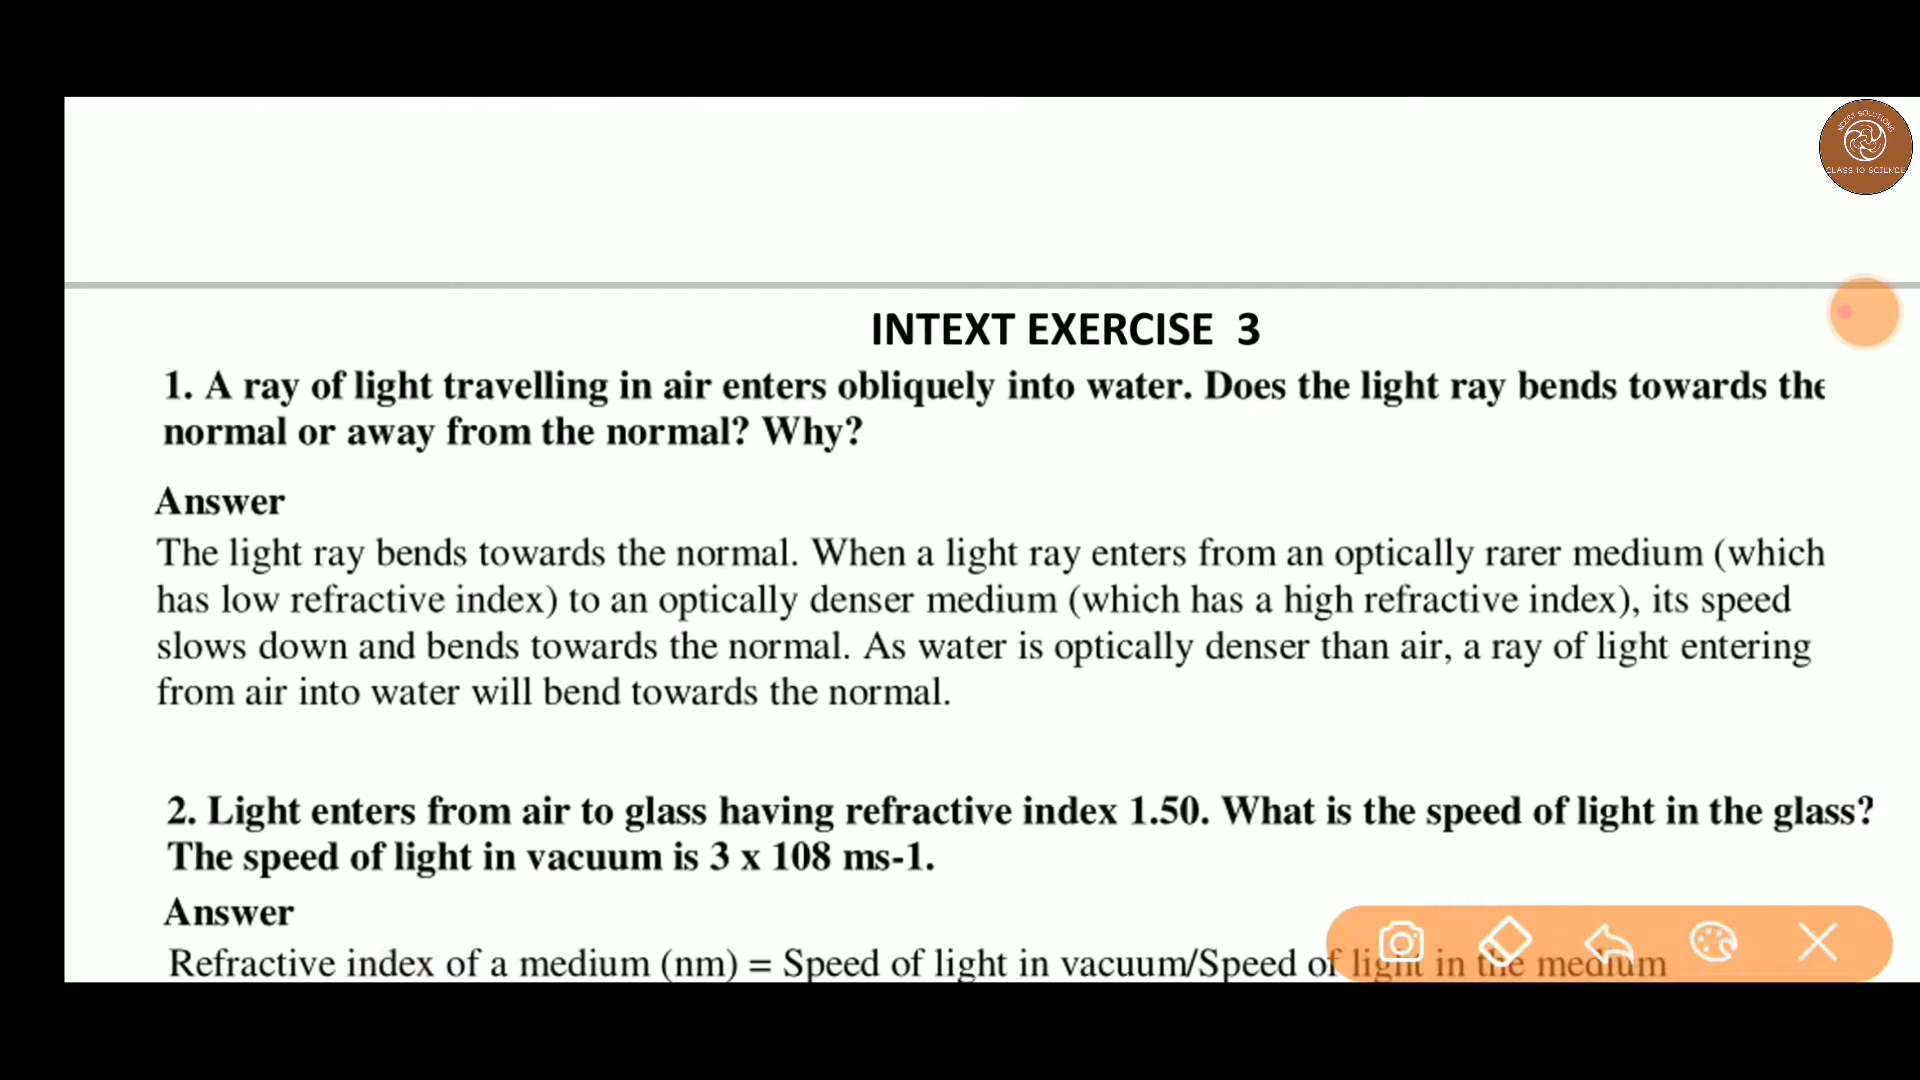 NCERT SOLUTIONS
CLASS 10 SCIENCE
INTEXT EXERCISE 3
1. A ray of light travelling in air enters obliquely into water. Does the light ray bends towards the
normal or away from the normal? Why?
Answer
The light ray bends towards the normal. When a light ray enters from an optically rarer medium (which
has low refractive index) to an optically denser medium (which has a high refractive index), its speed
slows down and bends towards the normal. As water is optically denser than air, a ray of light entering
from air into water will bend towards the normal.
2. Light enters from air to glass having refractive index 1.50. What is the speed of light in the glass?
The speed of light in vacuum is 3 x 108 ms-1.
Answer
Refractive index of a medium (nm) = Speed of light in vacuum/Speed of light in the medium